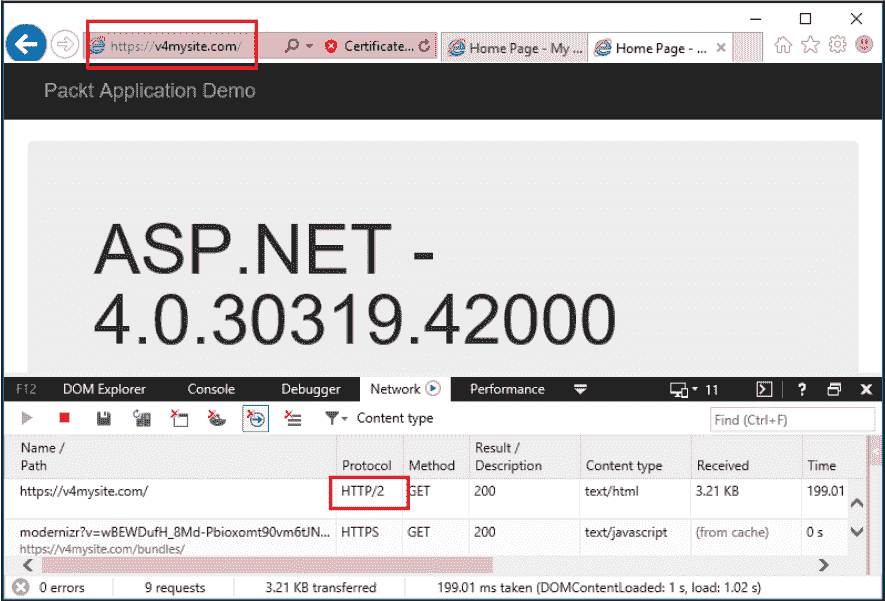 https://v4mysite.com/
Certificate...
Home Page - My ...
Home Page - ...
Packt Application Demo
ASP.NET -
4.0.30319.42000
F12 DOM Explorer Console Debugger Network Performance 11 ?
Content type
Find (Ctrl+F)
Name /
Path
Protocol
Method
Result /
Description
Content type
Received
Time
https://v4mysite.com/ HTTP/2 GET 200 text/html 3.21 KB 199.01
modernizr?v=wBEWDufH_8Md-Pbioxomt90vm6tJN... HTTPS GET 200 text/javascript (from cache) 0 s
https://v4mysite.com/bundles/
0 errors 9 requests 3.21 KB transferred 199.01 ms taken (DOMContentLoaded: 1 s, load: 1.02 s)